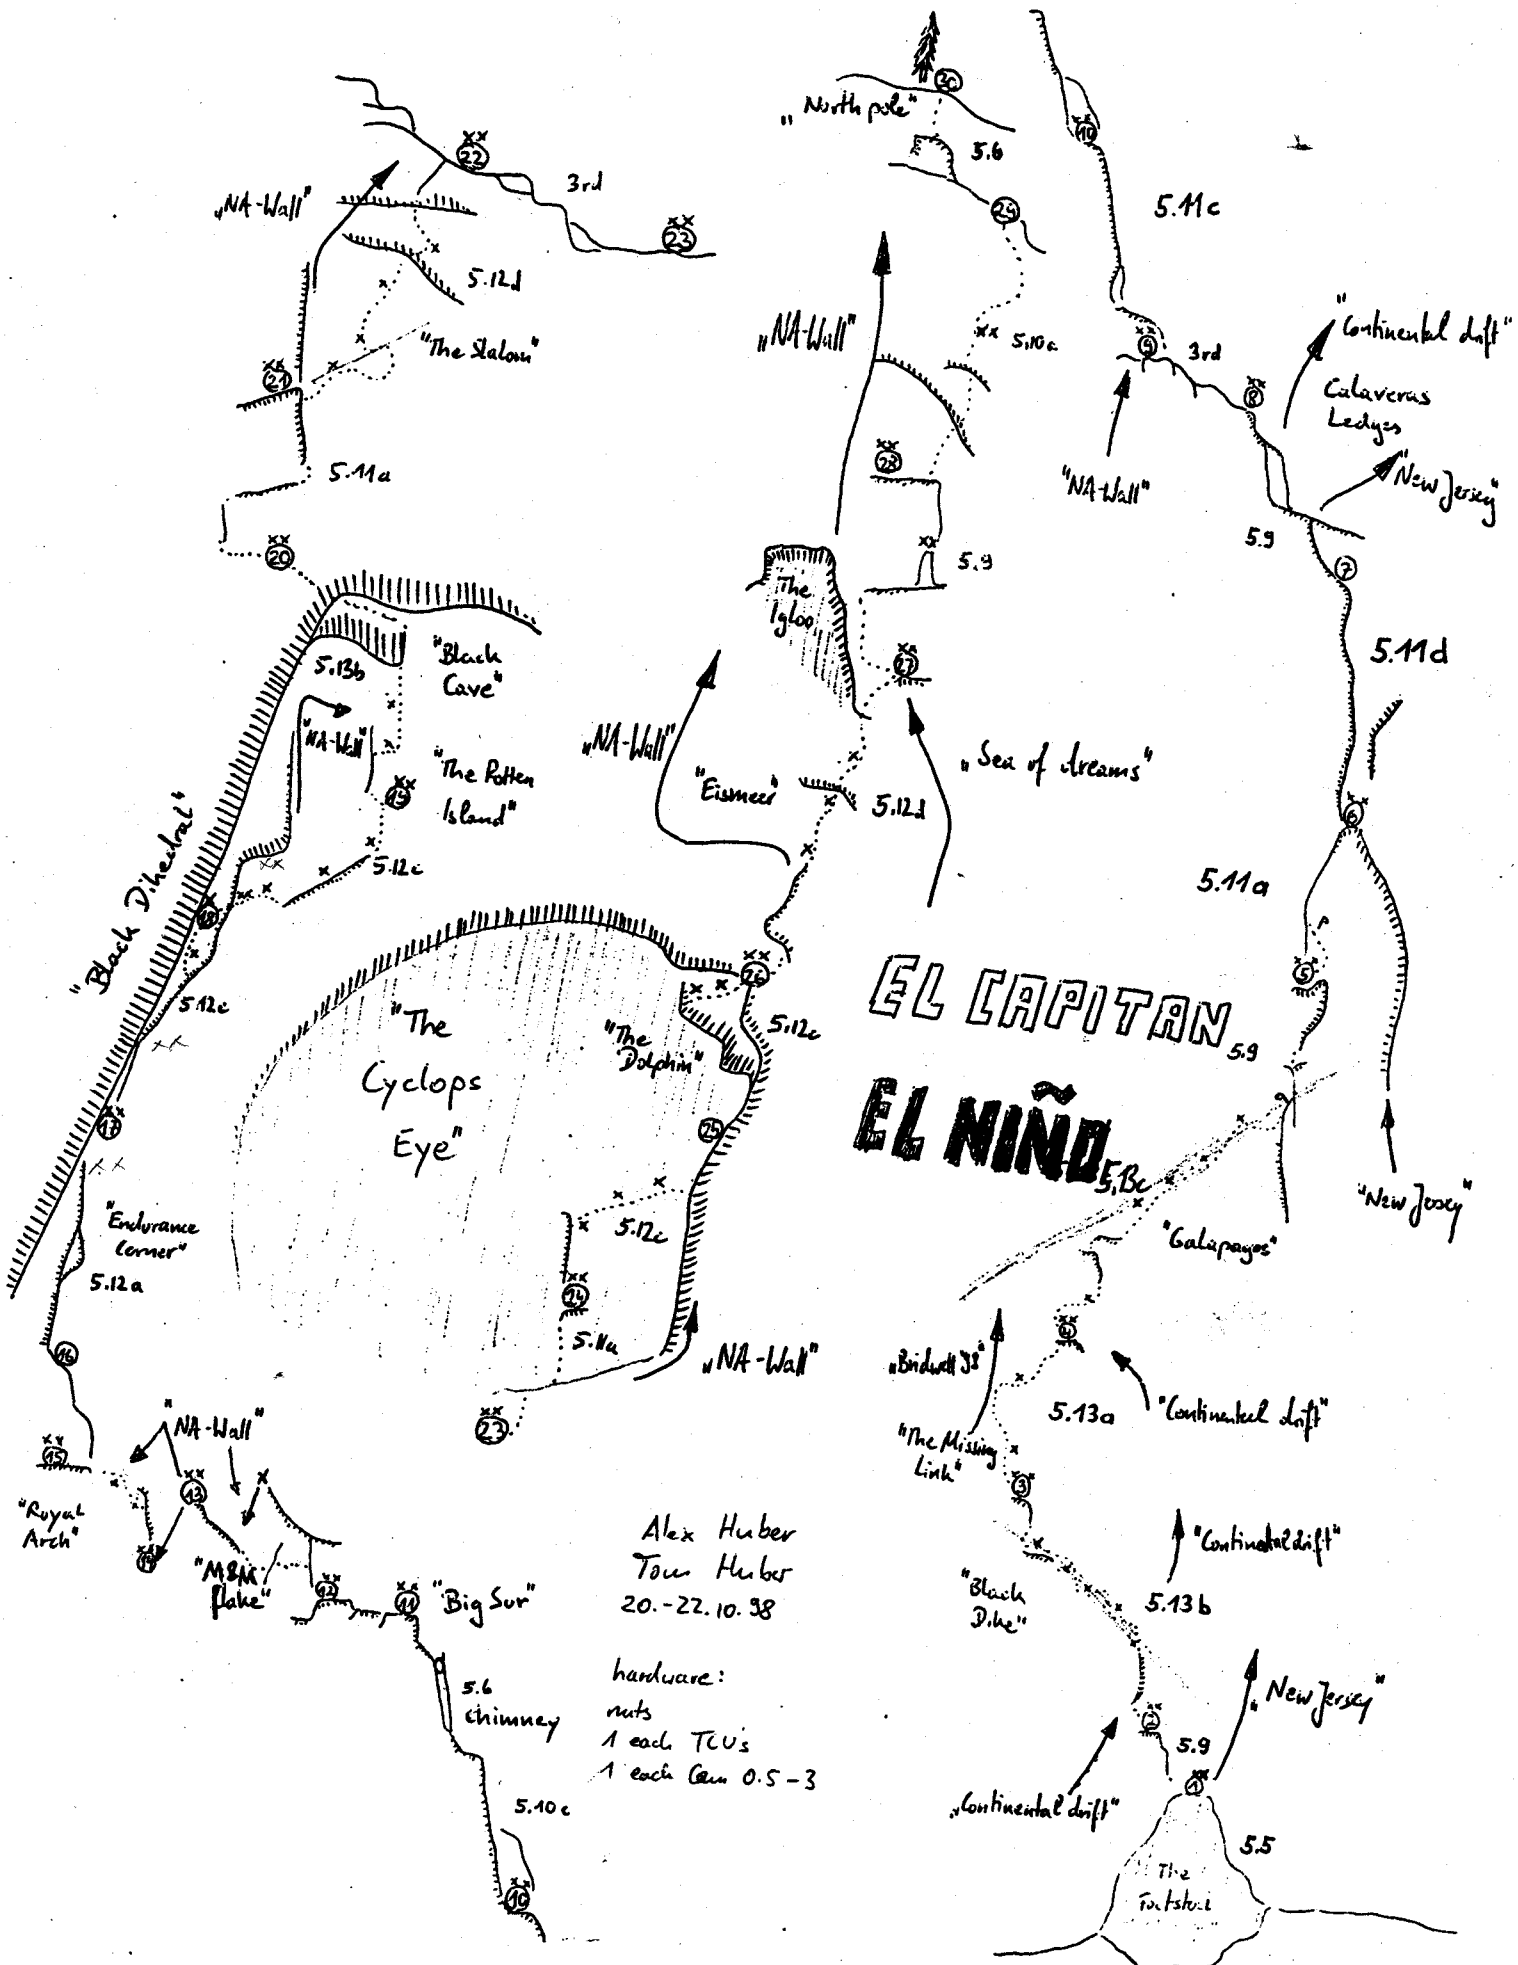 30
„North pole"
5.6
29
10
5.11c
22
3rd
„NA-Wall"
23
5.12d
"The Slalom"
21
5.11a
20
„NA-Wall"
5.10c
9
3rd
8
"Continental drift"
Calaveras
Ledges
"NA-Wall"
"New Jersey"
5.9
7
28
5.9
The
Igloo
27
5.11d
5.13b
"Black
Cave"
"NA-Wall"
"The Rotten
Island"
19
„NA-Wall"
"Eismeer"
5.12d
„Sea of dreams"
6
"Black Dihedral"
5.12c
18
5.11a
5
5.12c
17
26
"The
Cyclops
Eye"
"The
Dolphin"
5.12c
25
EL CAPITAN
5.9
EL NIÑO
5.13c
"New Jersey"
"Galapagos"
"Endurance
Corner"
5.12a
16
5.12c
24
5.11a
„NA-Wall"
23
4
„Bridwell 98"
5.13a
"Continental drift"
"The Missing
Link"
3
"NA-Wall"
15
13
"Royal
Arch"
14
"M&M
flake"
12
11
"Big Sur"
Alex Huber
Tom Huber
20.-22.10.98
"Continental drift"
"Black
Dike"
5.13b
5.6
chimney
hardware:
nuts
1 each TCU's
1 each Cam 0.5-3
2
5.9
„New Jersey"
1
„Continental drift"
5.10c
10
5.5
The
Footstool